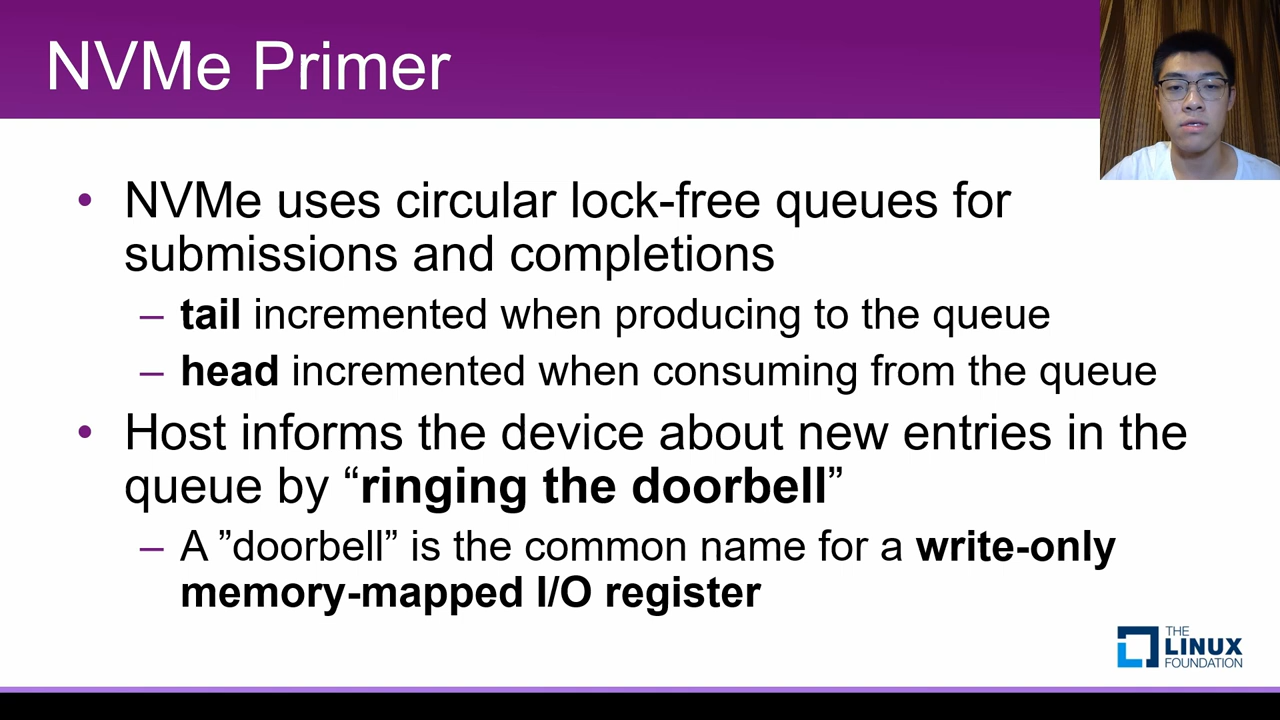 NVMe Primer
• NVMe uses circular lock-free queues for
submissions and completions
– tail incremented when producing to the queue
– head incremented when consuming from the queue
• Host informs the device about new entries in the
queue by “ringing the doorbell”
– A ”doorbell” is the common name for a write-only
memory-mapped I/O register
THE
LINUX
FOUNDATION